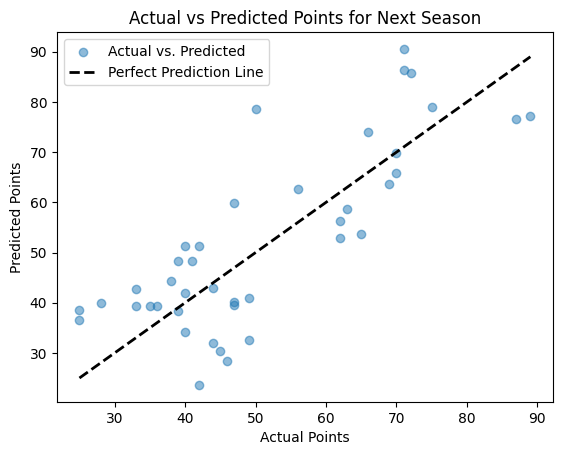 Actual vs Predicted Points for Next Season
Actual vs. Predicted
Perfect Prediction Line
Predicted Points
90
80
70
60
50
40
30
30 40 50 60 70 80 90
Actual Points